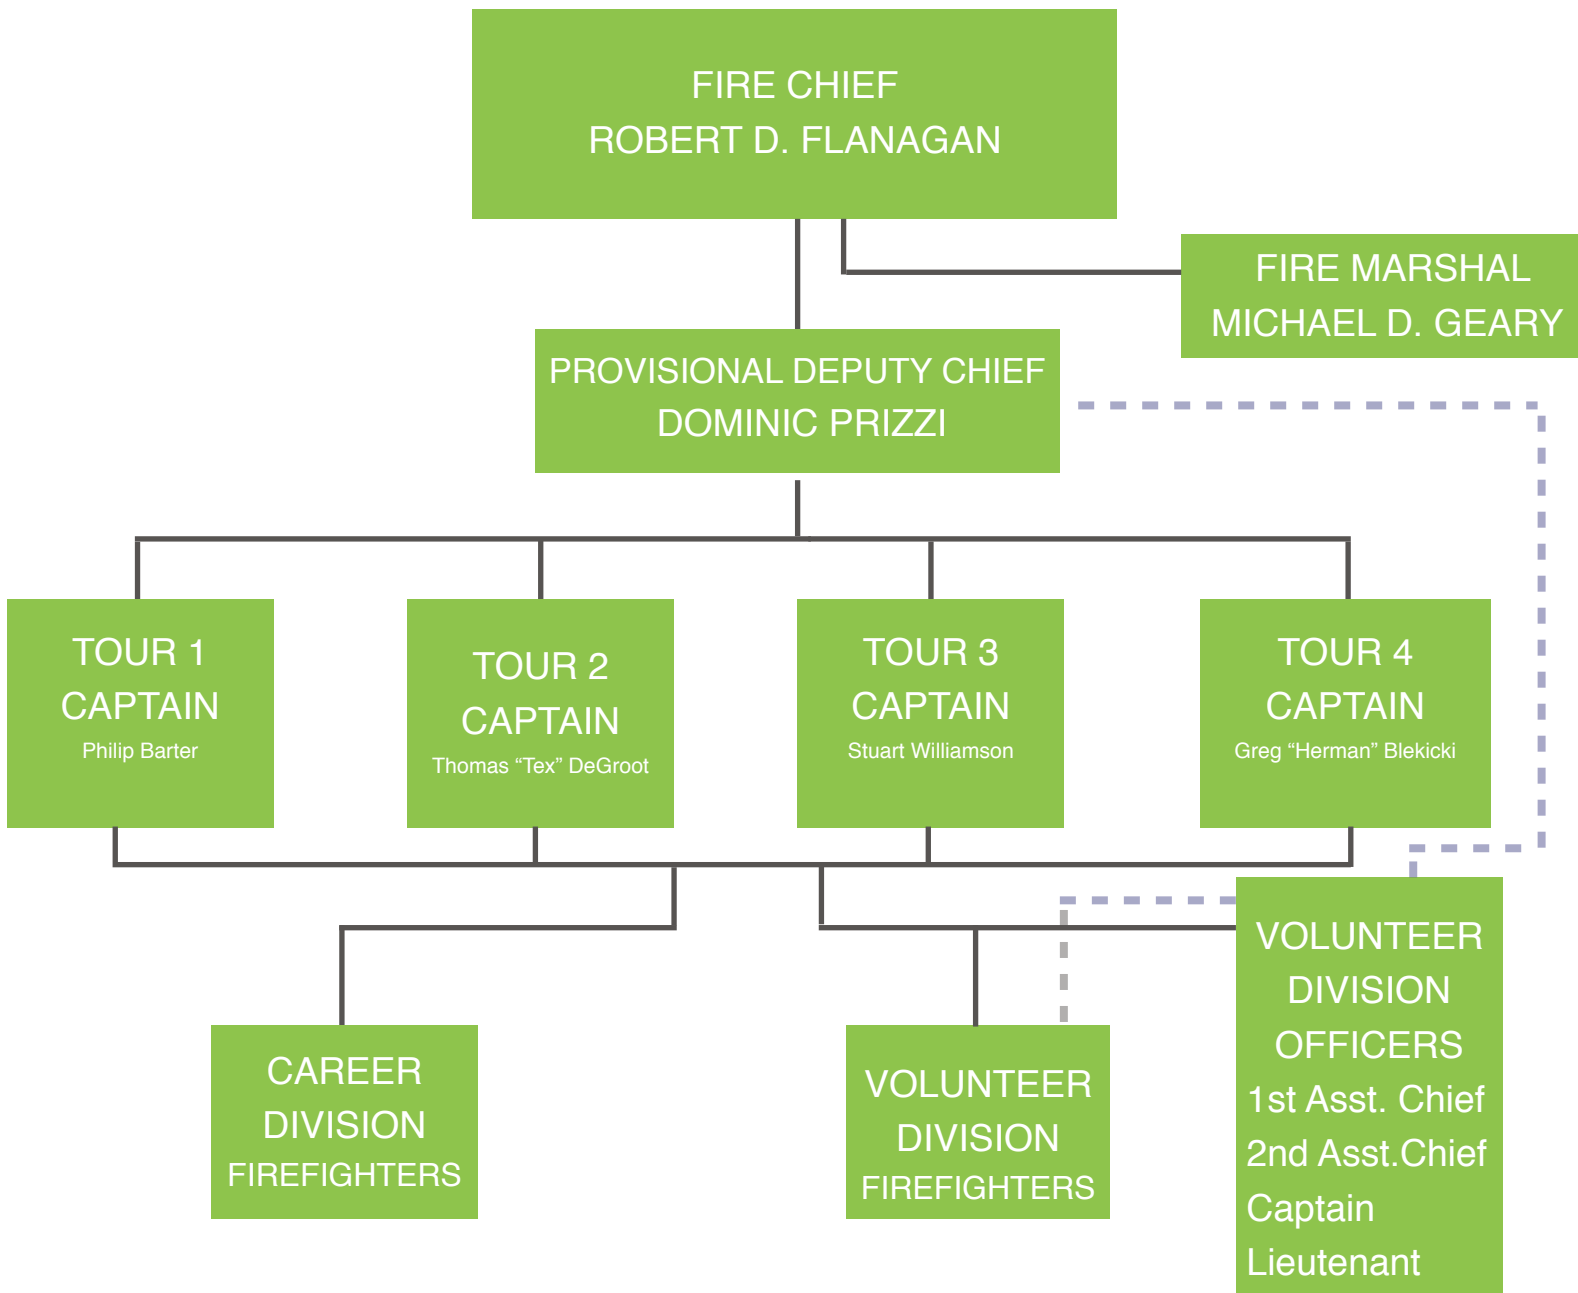 FIRE CHIEF
ROBERT D. FLANAGAN
FIRE MARSHAL
MICHAEL D. GEARY
PROVISIONAL DEPUTY CHIEF
DOMINIC PRIZZI
TOUR 1
CAPTAIN
Philip Barter
TOUR 2
CAPTAIN
Thomas “Tex” DeGroot
TOUR 3
CAPTAIN
Stuart Williamson
TOUR 4
CAPTAIN
Greg “Herman” Blekicki
CAREER
DIVISION
FIREFIGHTERS
VOLUNTEER
DIVISION
FIREFIGHTERS
VOLUNTEER
DIVISION
OFFICERS
1st Asst. Chief
2nd Asst.Chief
Captain
Lieutenant